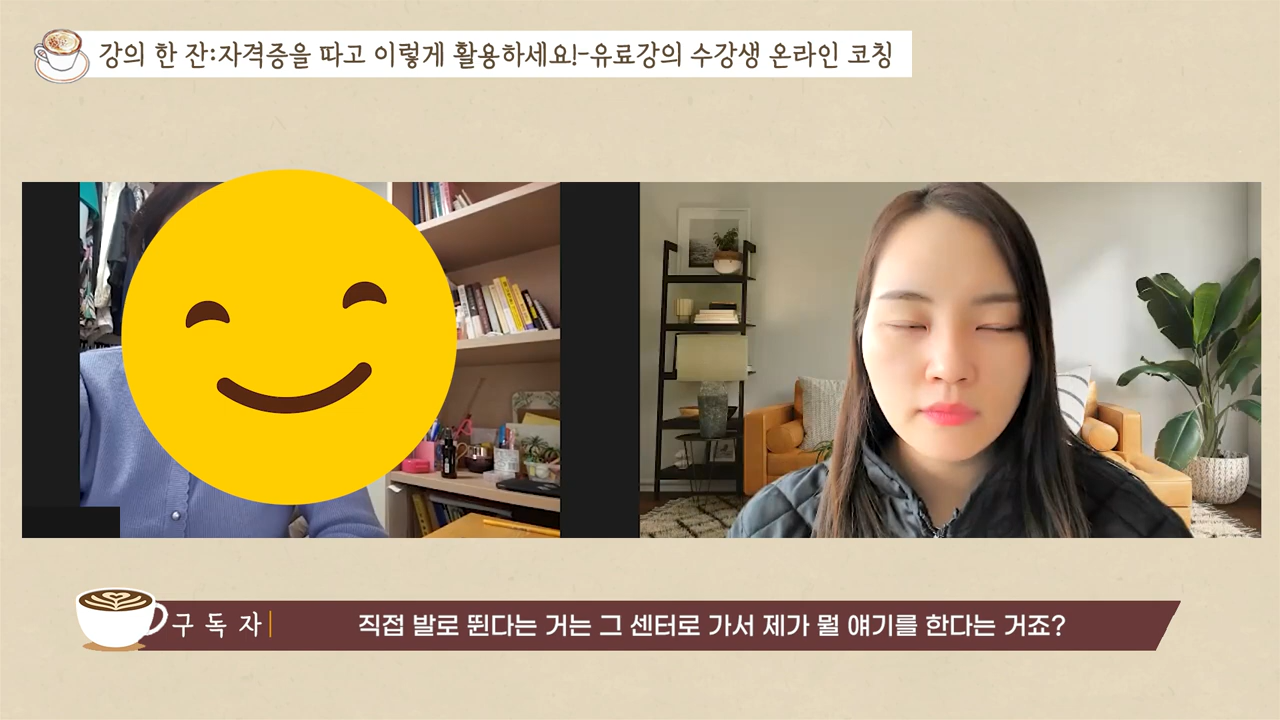 강의 한 잔:자격증을 따고 이렇게 활용하세요!-유료강의 수강생 온라인 코칭
구독자
직접 발로 뛴다는 거는 그 센터로 가서 제가 뭘 얘기를 한다는 거죠?